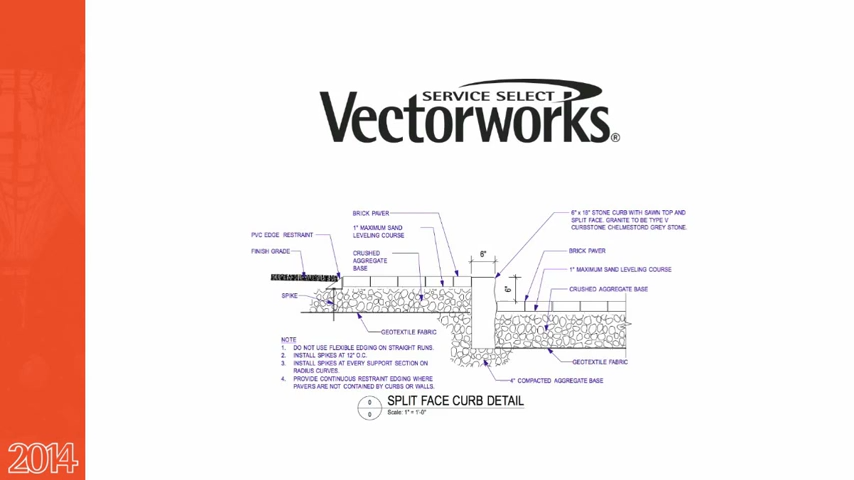 SERVICE SELECT
Vectorworks®
BRICK PAVER
1" MAXIMUM SAND
LEVELING COURSE
PVC EDGE RESTRAINT
FINISH GRADE
CRUSHED
AGGREGATE
BASE
SPIKE
6"
6"
6" x 18" STONE CURB WITH SAWN TOP AND
SPLIT FACE. GRANITE TO BE TYPE V
CURBSTONE CHELMESTORD GREY STONE.
BRICK PAVER
1" MAXIMUM SAND LEVELING COURSE
CRUSHED AGGREGATE BASE
GEOTEXTILE FABRIC
GEOTEXTILE FABRIC
4" COMPACTED AGGREGATE BASE
NOTE
1. DO NOT USE FLEXIBLE EDGING ON STRAIGHT RUNS.
2. INSTALL SPIKES AT 12" O.C.
3. INSTALL SPIKES AT EVERY SUPPORT SECTION ON
RADIUS CURVES.
4. PROVIDE CONTINUOUS RESTRAINT EDGING WHERE
PAVERS ARE NOT CONTAINED BY CURBS OR WALLS.
0
0
SPLIT FACE CURB DETAIL
Scale: 1" = 1'-0"
2014